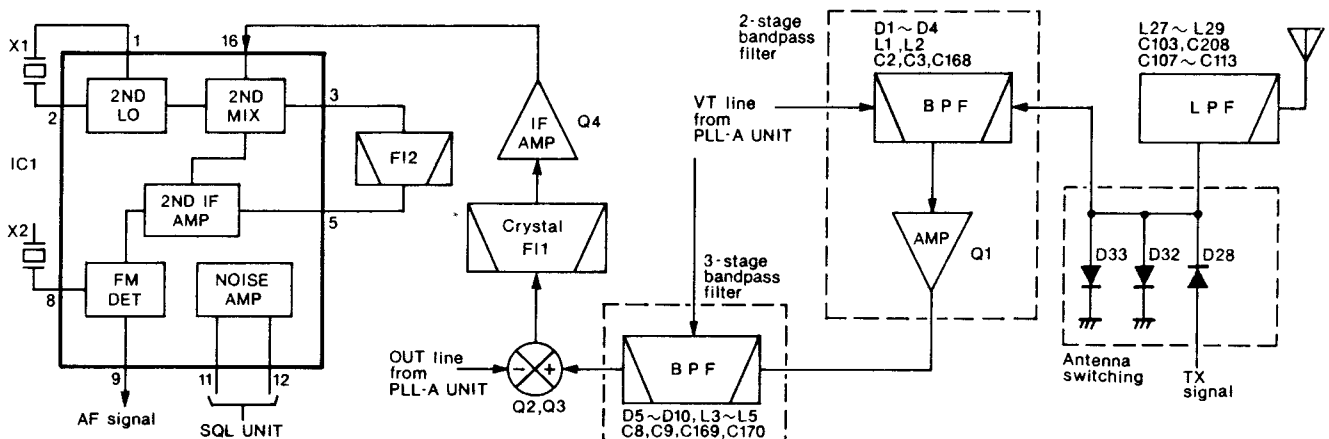 X1
1
16
2ND
LO
2ND
MIX
3
2
IC1
2ND IF
AMP
FI2
5
X2
8
FM
DET
NOISE
AMP
9
11
12
AF signal
SQL UNIT
IF
AMP
Q4
Crystal
FI1
OUT line
from
PLL-A UNIT
- +
Q2,Q3
3-stage
bandpass
filter
BPF
D5~D10, L3~L5
C8,C9,C169,C170
VT line
from
PLL-A UNIT
2-stage
bandpass
filter
D1~D4
L1, L2
C2,C3,C168
BPF
AMP
Q1
L27~L29
C103,C208
C107~C113
LPF
D33
D32
D28
Antenna
switching
TX
signal